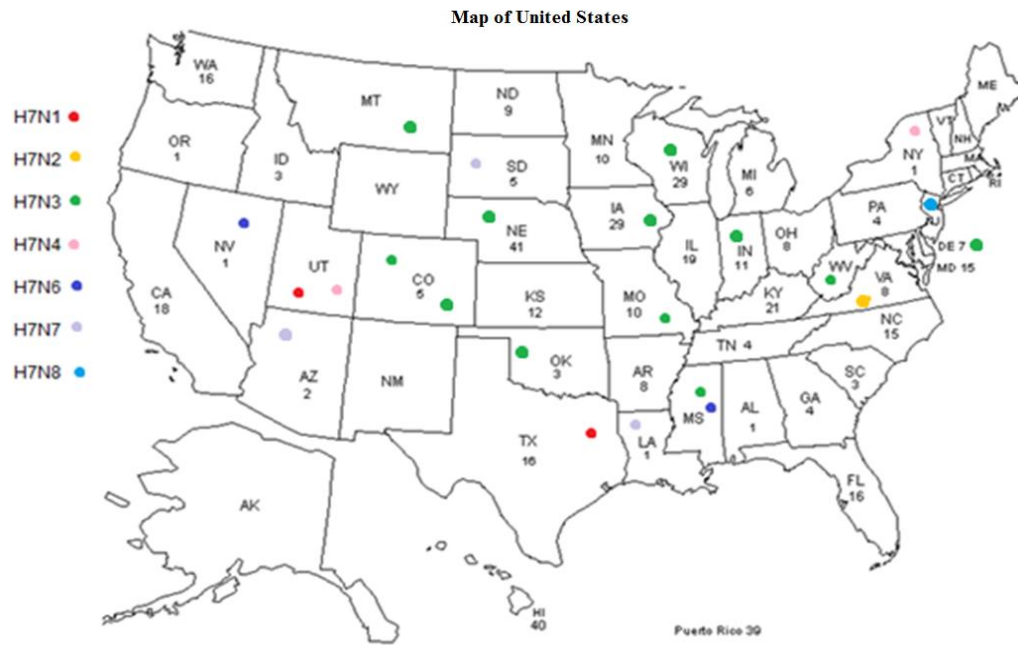 Map of United States
H7N1
H7N2
H7N3
H7N4
H7N6
H7N7
H7N8
WA
16
OR
1
ID
3
MT
ND
9
MN
10
SD
5
WY
NE
41
IA
29
WI
29
MI
6
NV
1
UT
CO
5
CA
18
AZ
2
NM
KS
12
MO
10
IL
19
IN
11
OH
8
KY
21
WV
VA
8
PA
4
NY
1
VT
NH
ME
MA
CT
RI
NJ
DE 7
MD 15
NC
15
TN 4
SC
3
OK
3
AR
8
TX
16
LA
1
MS
AL
1
GA
4
FL
16
AK
HI
40
Puerto Rico 39